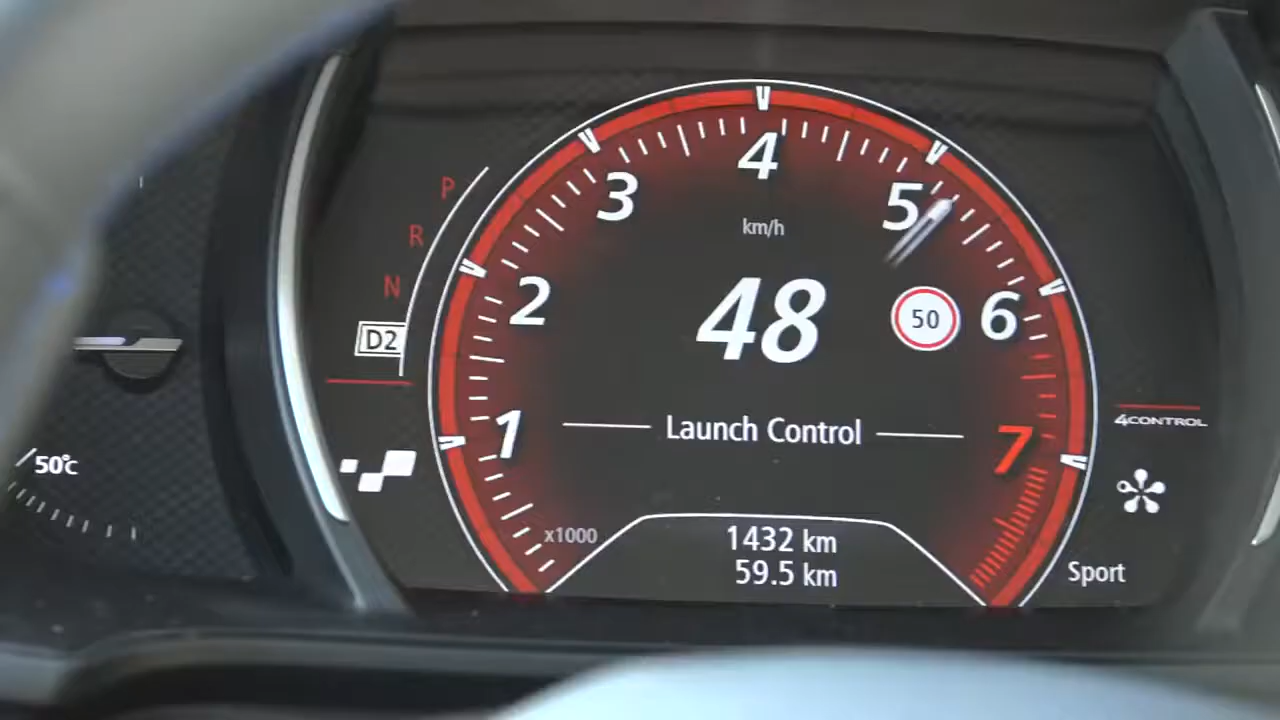 4
3
5
P
km/h
R
N
2
48
50
6
D2
1
Launch Control
7
4CONTROL
50°c
x1000
1432 km
59.5 km
Sport